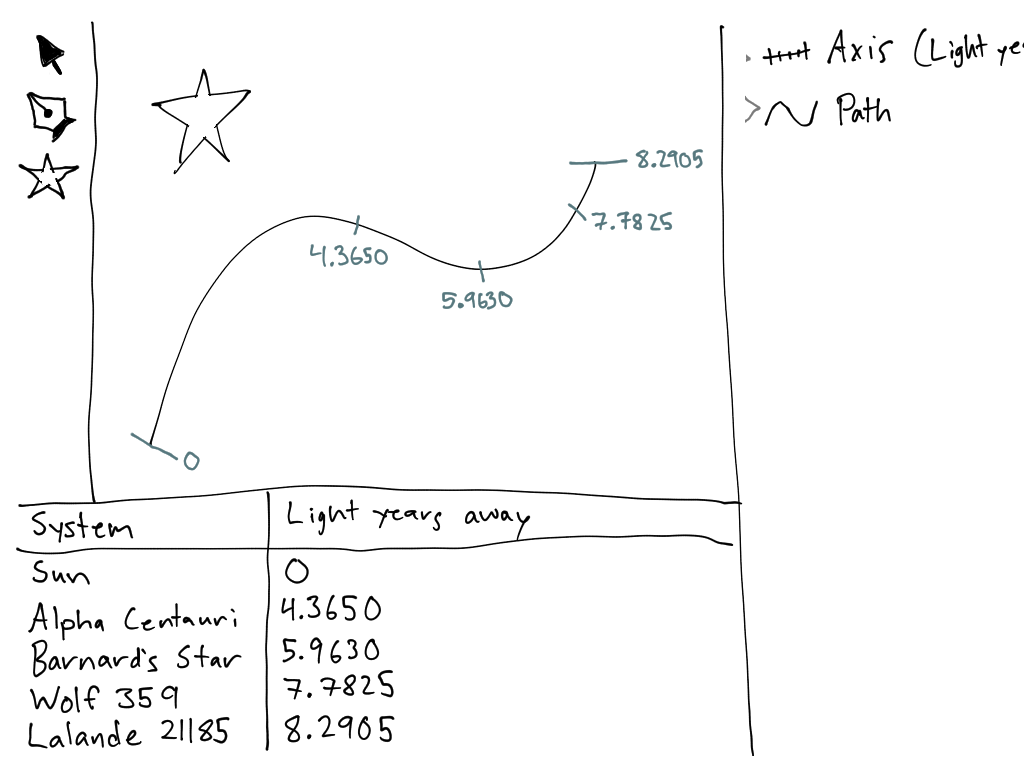 Axis (Light ye
Path
8.2905
7.7825
4.3650
5.9630
0
System Light years away
Sun 0
Alpha Centauri 4.3650
Barnard's Star 5.9630
Wolf 359 7.7825
Lalande 21185 8.2905